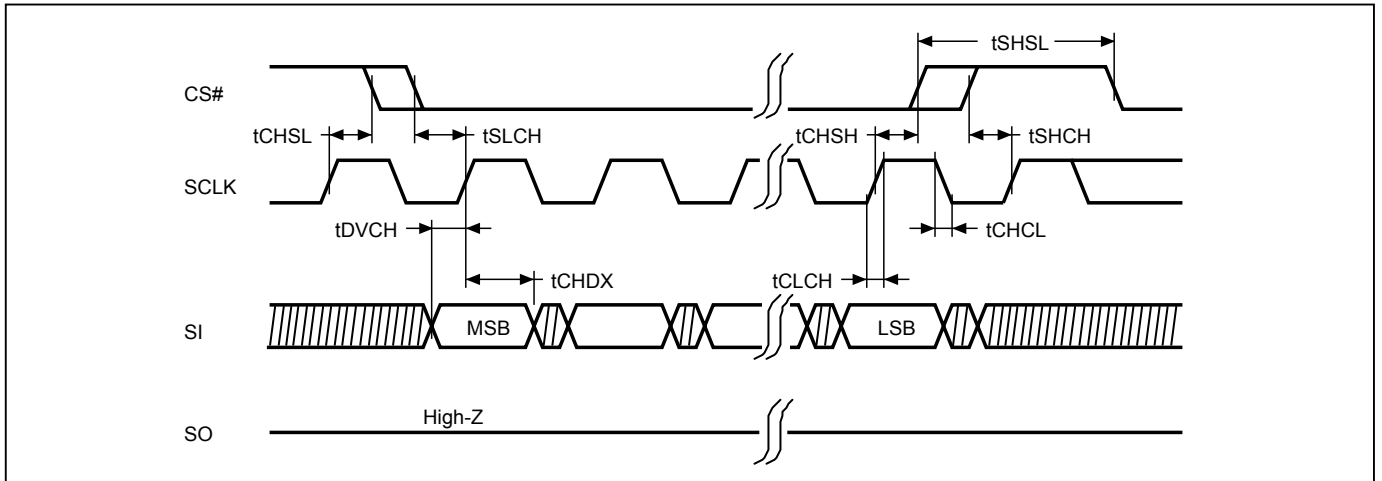 tSHSL
CS#
tCHSL
tSLCH
tCHSH
tSHCH
SCLK
tDVCH
tCHCL
tCHDX
tCLCH
SI
MSB
LSB
High-Z
SO